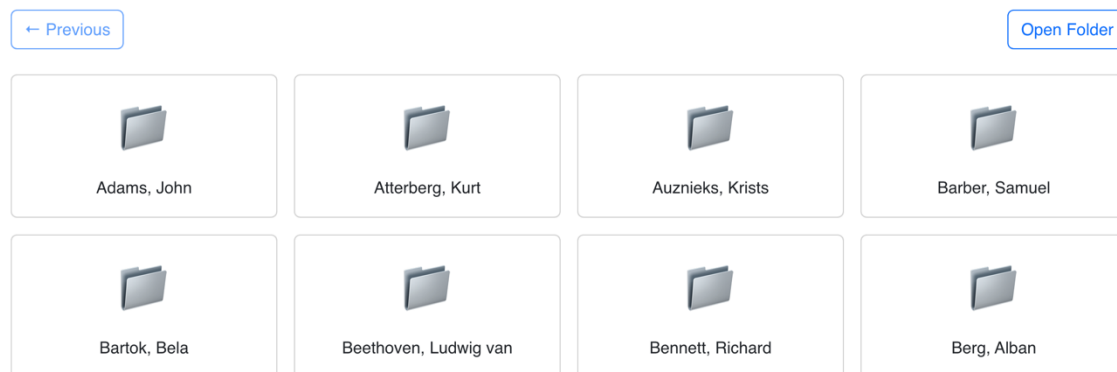 ← Previous
Open Folder
Adams, John
Atterberg, Kurt
Auznieks, Krists
Barber, Samuel
Bartok, Bela
Beethoven, Ludwig van
Bennett, Richard
Berg, Alban